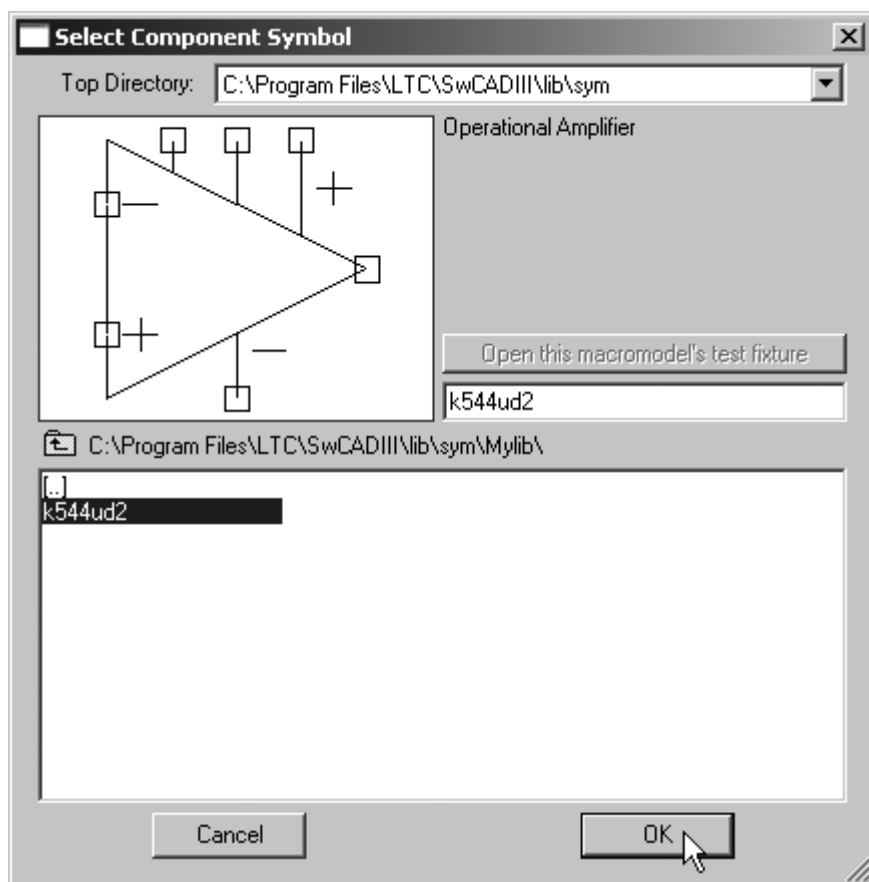 Select Component Symbol
Top Directory: C:\Program Files\LTC\SwCADIII\lib\sym
Operational Amplifier
Open this macromodel's test fixture
k544ud2
C:\Program Files\LTC\SwCADIII\lib\sym\Mylib\
[..]
k544ud2
Cancel OK